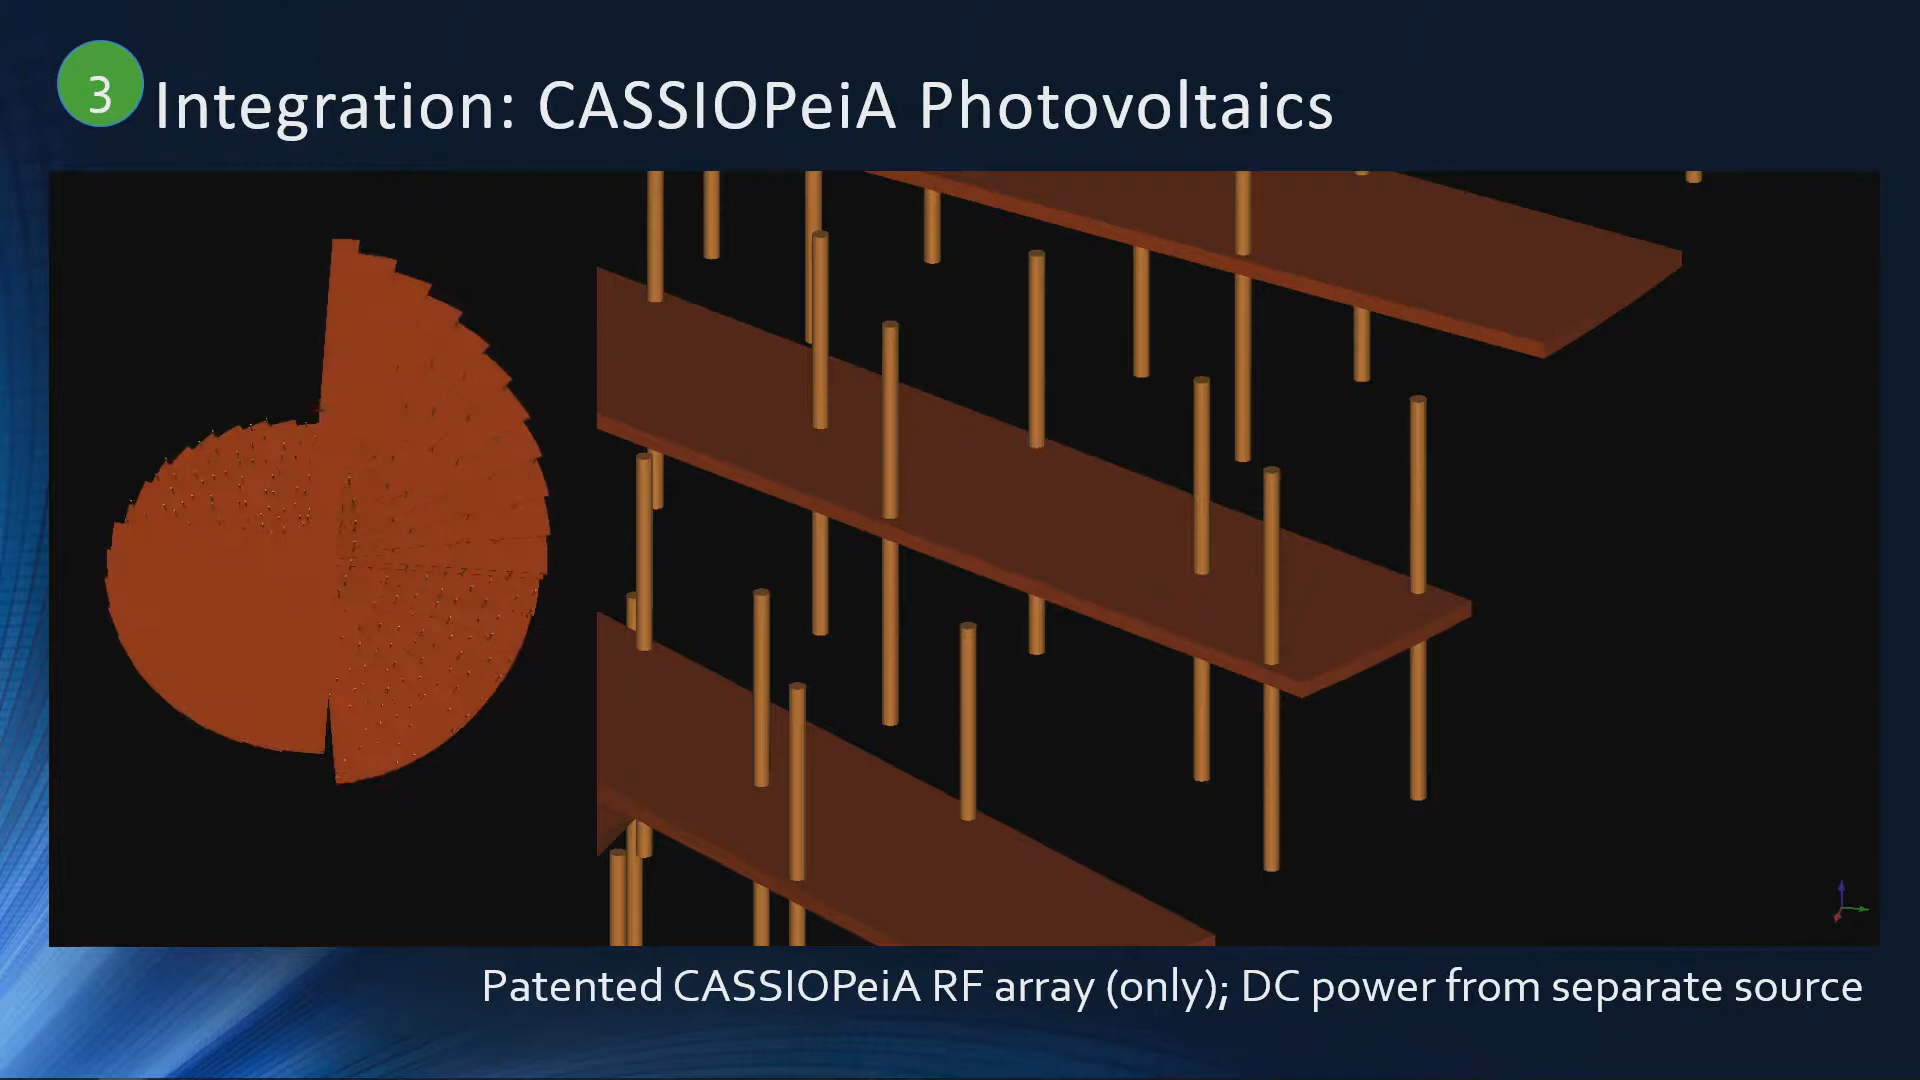 3
Integration: CASSIOPeiA Photovoltaics
Patented CASSIOPeiA RF array (only); DC power from separate source